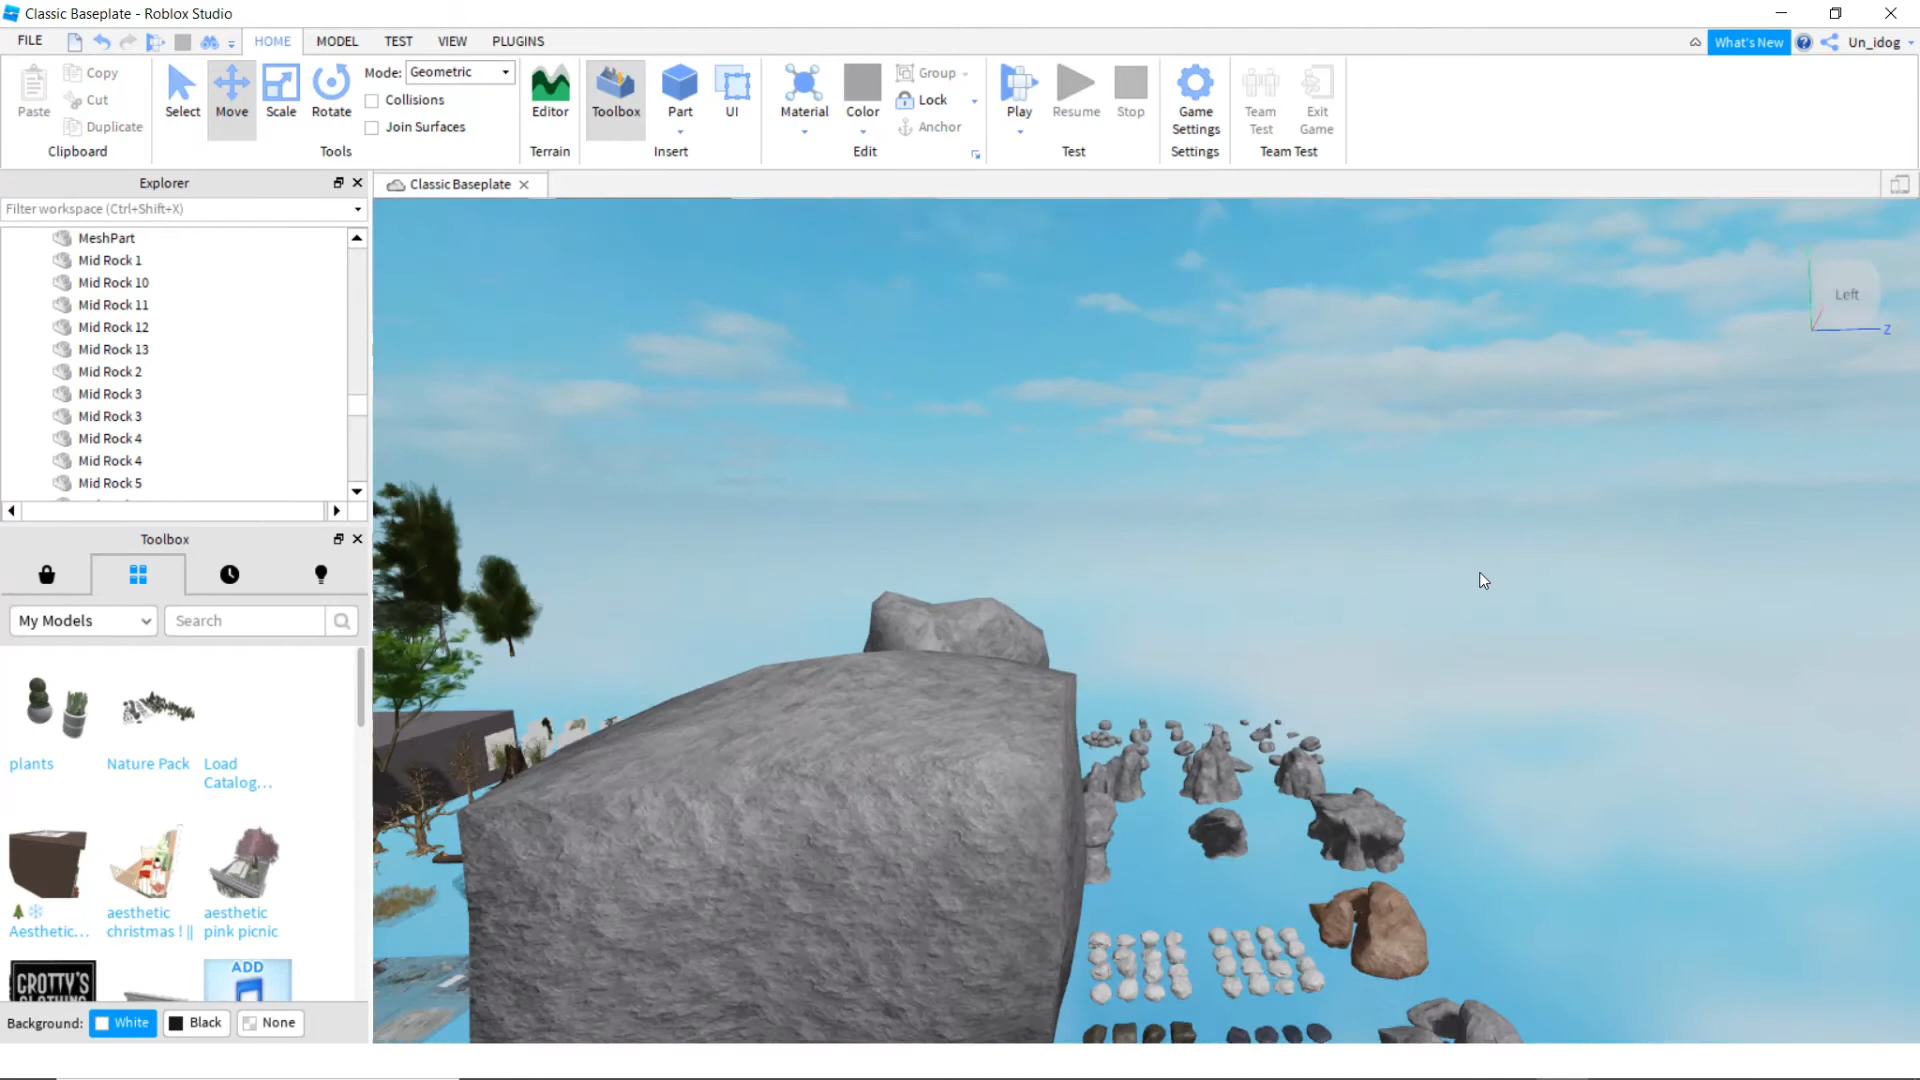 Classic Baseplate - Roblox Studio
FILE HOME MODEL TEST VIEW PLUGINS What's New ? Un_idog
Paste Copy Cut Duplicate
Clipboard
Select Move Scale Rotate
Mode: Geometric
Collisions
Join Surfaces
Tools
Editor
Terrain
Toolbox Part UI
Insert
Material Color
Group
Lock
Anchor
Edit
Play Resume Stop
Test
Game Settings
Settings
Team Test
Exit Game
Team Test
Explorer
Filter workspace (Ctrl+Shift+X)
MeshPart
Mid Rock 1
Mid Rock 10
Mid Rock 11
Mid Rock 12
Mid Rock 13
Mid Rock 2
Mid Rock 3
Mid Rock 3
Mid Rock 4
Mid Rock 4
Mid Rock 5
Classic Baseplate
Left
Z
Toolbox
My Models
Search
plants
Nature Pack
Load
Catalog...
Aesthetic...
aesthetic
christmas ! ||
aesthetic
pink picnic
GROTTY'S
ADD
Background: White Black None